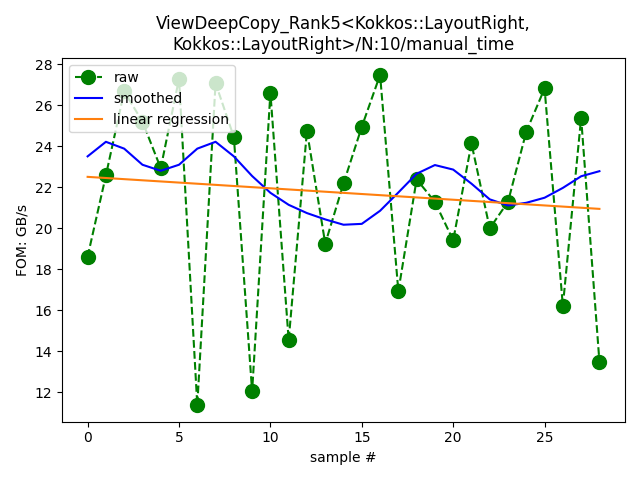 ViewDeepCopy_Rank5<Kokkos::LayoutRight,
Kokkos::LayoutRight>/N:10/manual_time
raw
smoothed
linear regression
FOM: GB/s
28
26
24
22
20
18
16
14
12
0
5
10
15
20
25
sample #